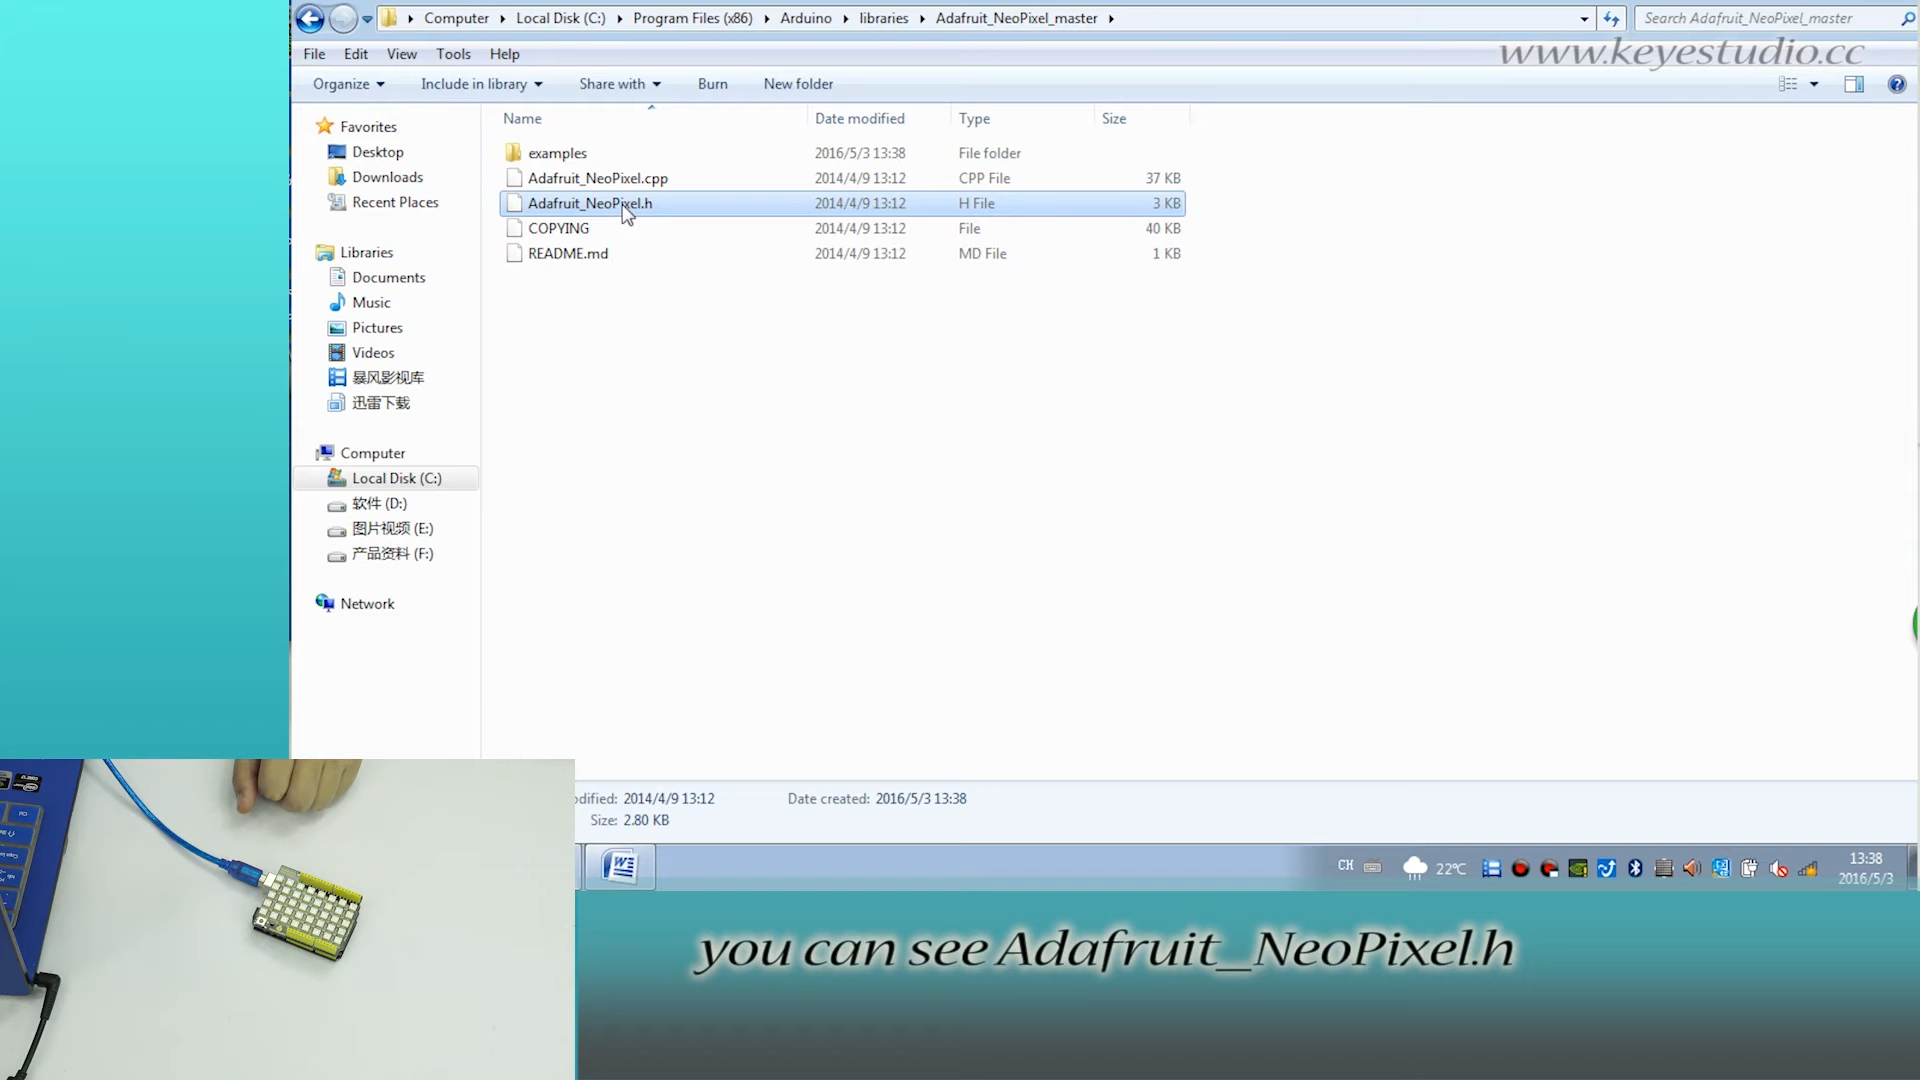 Computer Local Disk (C:) Program Files (x86) Arduino libraries Adafruit_NeoPixel_master Search Adafruit_NeoPixel_master
File Edit View Tools Help
www.keyestudio.cc
Organize Include in library Share with Burn New folder
Name Date modified Type Size
examples 2016/5/3 13:38 File folder
Adafruit_NeoPixel.cpp 2014/4/9 13:12 CPP File 37 KB
Adafruit_NeoPixel.h 2014/4/9 13:12 H File 3 KB
COPYING 2014/4/9 13:12 File 40 KB
README.md 2014/4/9 13:12 MD File 1 KB
Favorites
Desktop
Downloads
Recent Places
Libraries
Documents
Music
Pictures
Videos
暴风影视库
迅雷下载
Computer
Local Disk (C:)
软件 (D:)
图片视频 (E:)
产品资料 (F:)
Network
odified: 2014/4/9 13:12 Date created: 2016/5/3 13:38
Size: 2.80 KB
CH 22℃ 13:38
2016/5/3
you can see Adafruit_NeoPixel.h